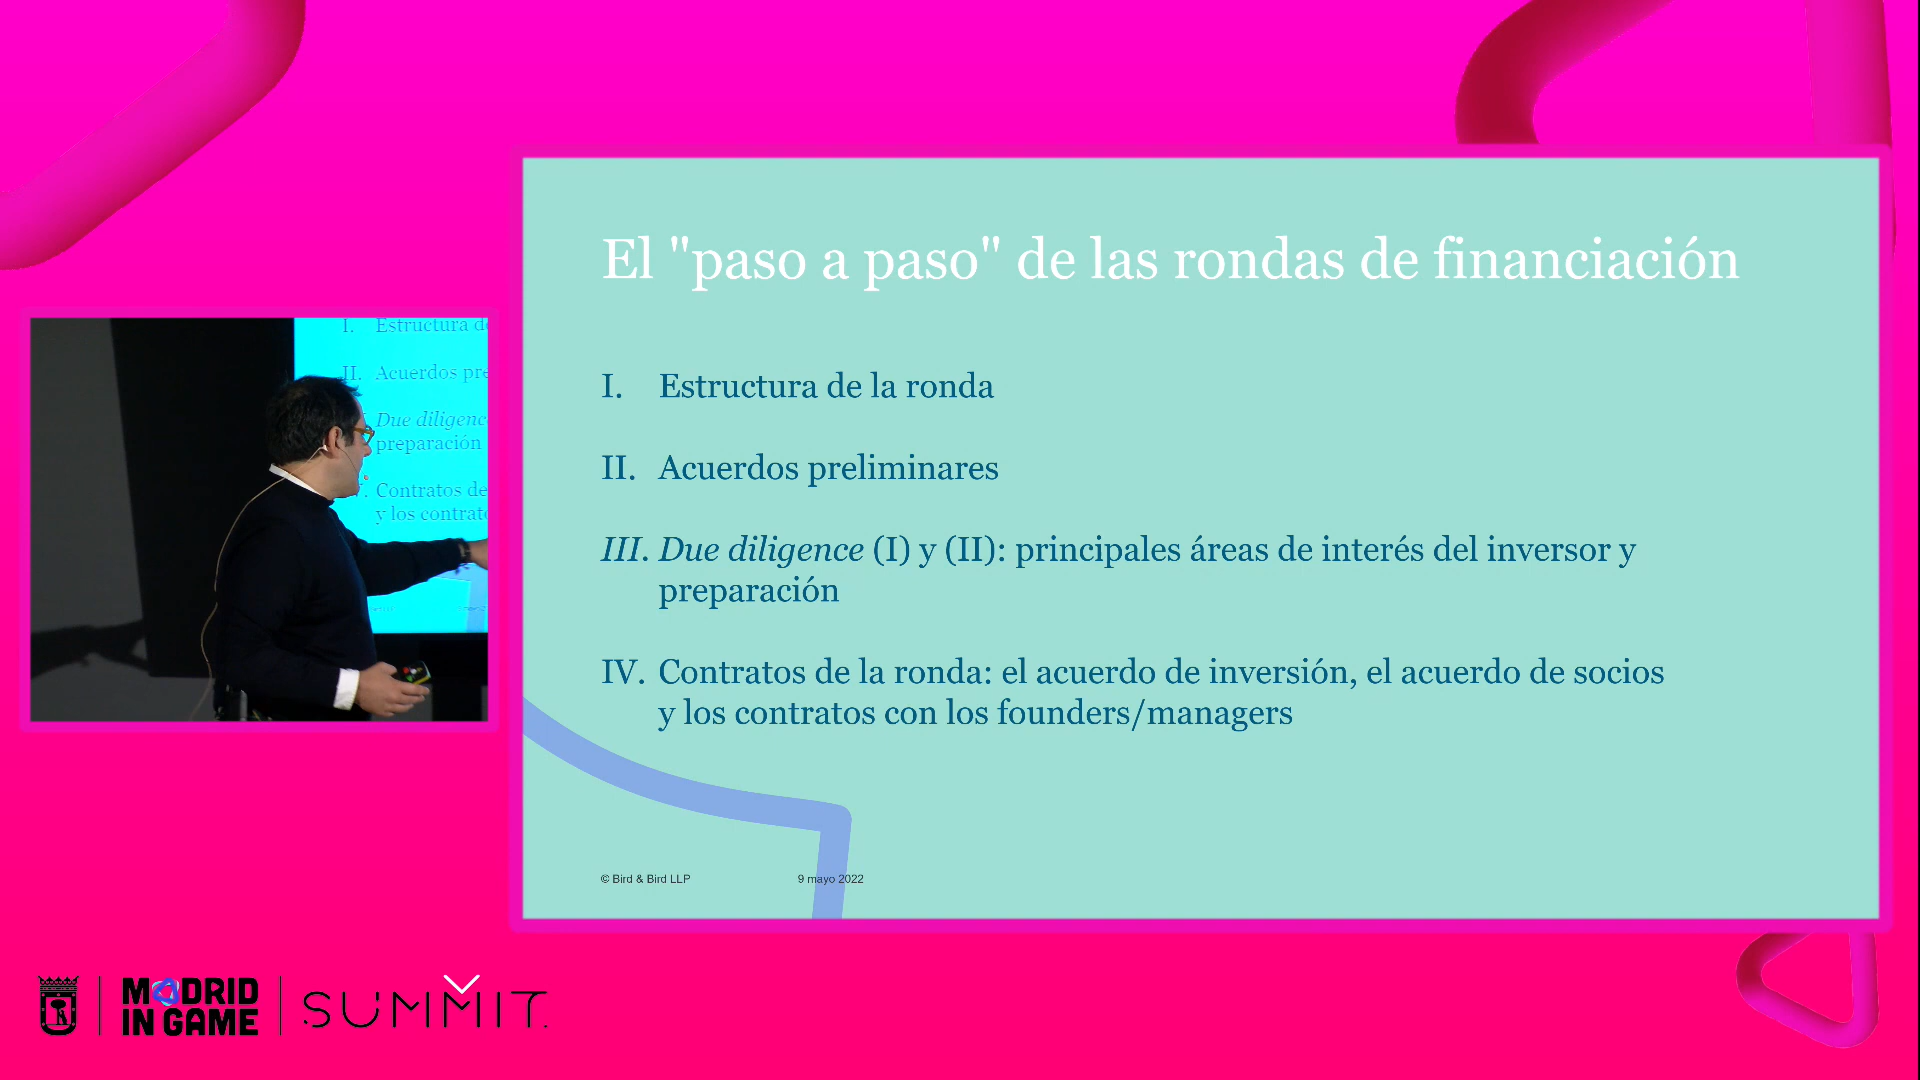 El "paso a paso" de las rondas de financiación
I. Estructura de la ronda
II. Acuerdos preliminares
III. Due diligence (I) y (II): principales áreas de interés del inversor y
preparación
IV. Contratos de la ronda: el acuerdo de inversión, el acuerdo de socios
y los contratos con los founders/managers
© Bird & Bird LLP 9 mayo 2022
I. Estructura de
II. Acuerdos pre
Due diligenc
preparación
V. Contratos de
y los contrato
MADRID
IN GAME
SUMMIT.